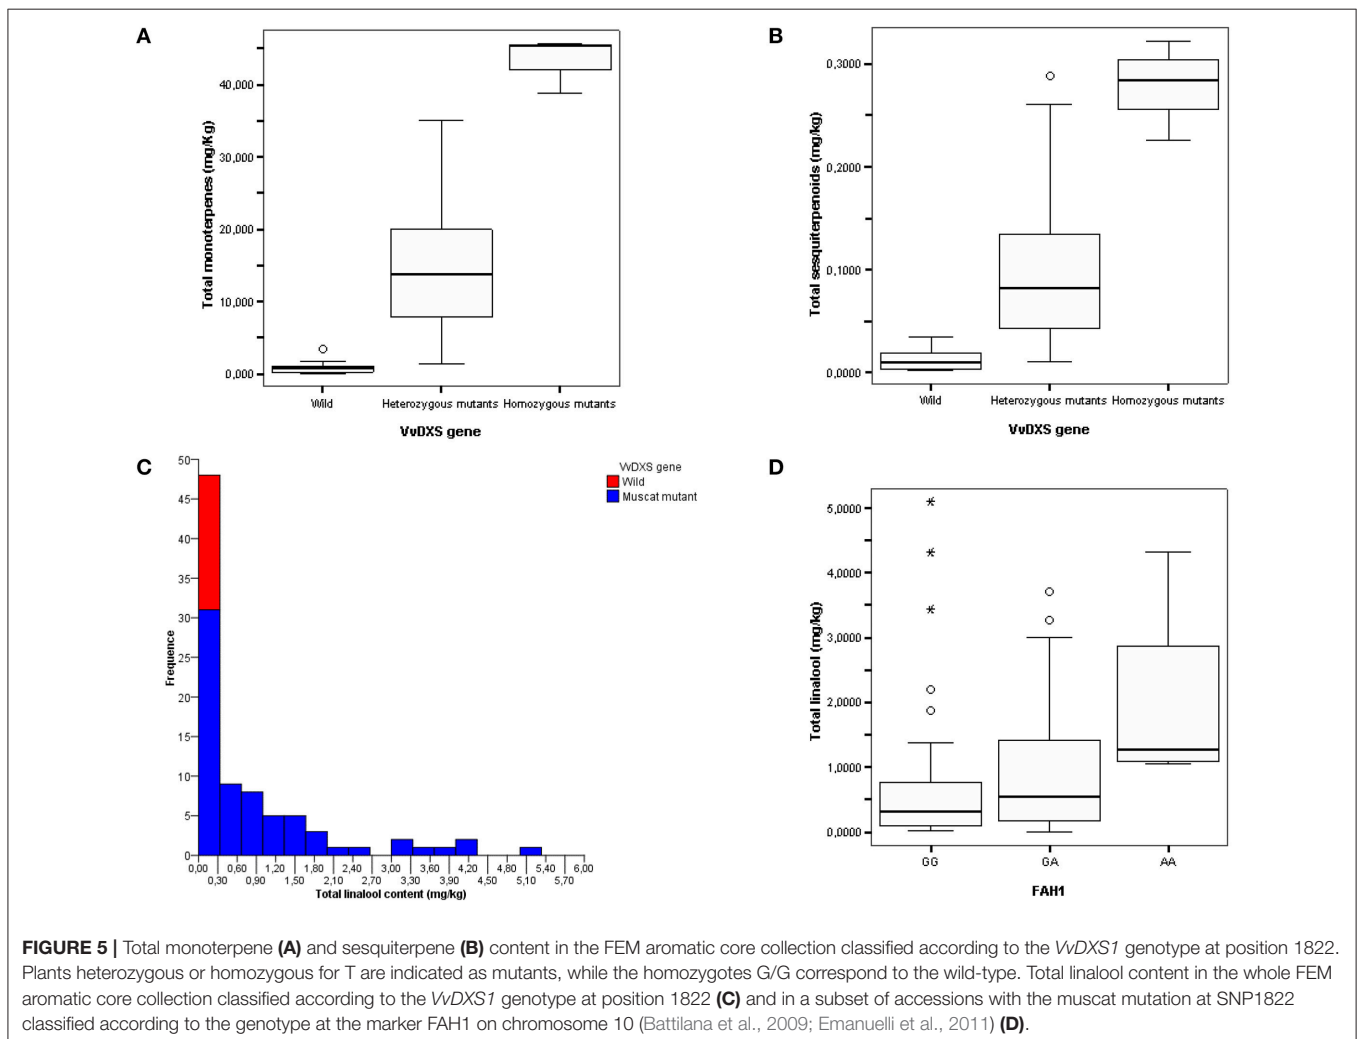 A
Total monoterpenes (mg/Kg)
40,000
30,000
20,000
10,000
0,000
Wild Heterozygous mutants Homozygous mutants
VvDXS gene
B
Total sesquiterpenoids (mg/kg)
0,3000
0,2000
0,1000
0,0000
Wild Heterozygous mutants Homozygous mutants
VvDXS gene
C
Frequence
50
45
40
35
30
25
20
15
10
5
0
0,00 0,60 1,20 1,80 2,40 3,00 3,60 4,20 4,80 5,40 6,00
0,30 0,90 1,50 2,10 2,70 3,30 3,90 4,50 5,10 5,70
Total linalool content (mg/kg)
VvDXS gene
Wild
Muscat mutant
D
Total linalool (mg/kg)
5,0000
4,0000
3,0000
2,0000
1,0000
0,0000
GG GA AA
FAH1
FIGURE 5 | Total monoterpene (A) and sesquiterpene (B) content in the FEM aromatic core collection classified according to the VvDXS1 genotype at position 1822.
Plants heterozygous or homozygous for T are indicated as mutants, while the homozygotes G/G correspond to the wild-type. Total linalool content in the whole FEM
aromatic core collection classified according to the VvDXS1 genotype at position 1822 (C) and in a subset of accessions with the muscat mutation at SNP1822
classified according to the genotype at the marker FAH1 on chromosome 10 (Battilana et al., 2009; Emanuelli et al., 2011) (D).